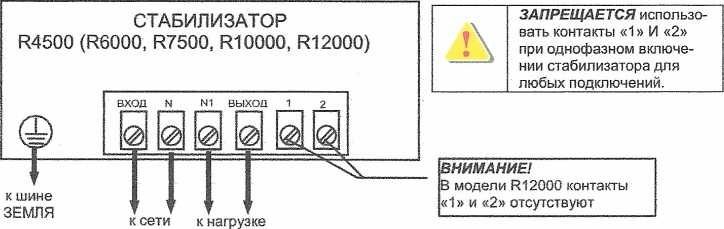 СТАБИЛИЗАТОР
R4500 (R6000, R7500, R10000, R12000)
ВХОД N N1 ВЫХОД 1 2
к шине
ЗЕМЛЯ
к сети к нагрузке
ЗАПРЕЩАЕТСЯ использо-
вать контакты «1» И «2»
при однофазном включе-
нии стабилизатора для
любых подключений.
ВНИМАНИЕ!
В модели R12000 контакты
«1» и «2» отсутствуют